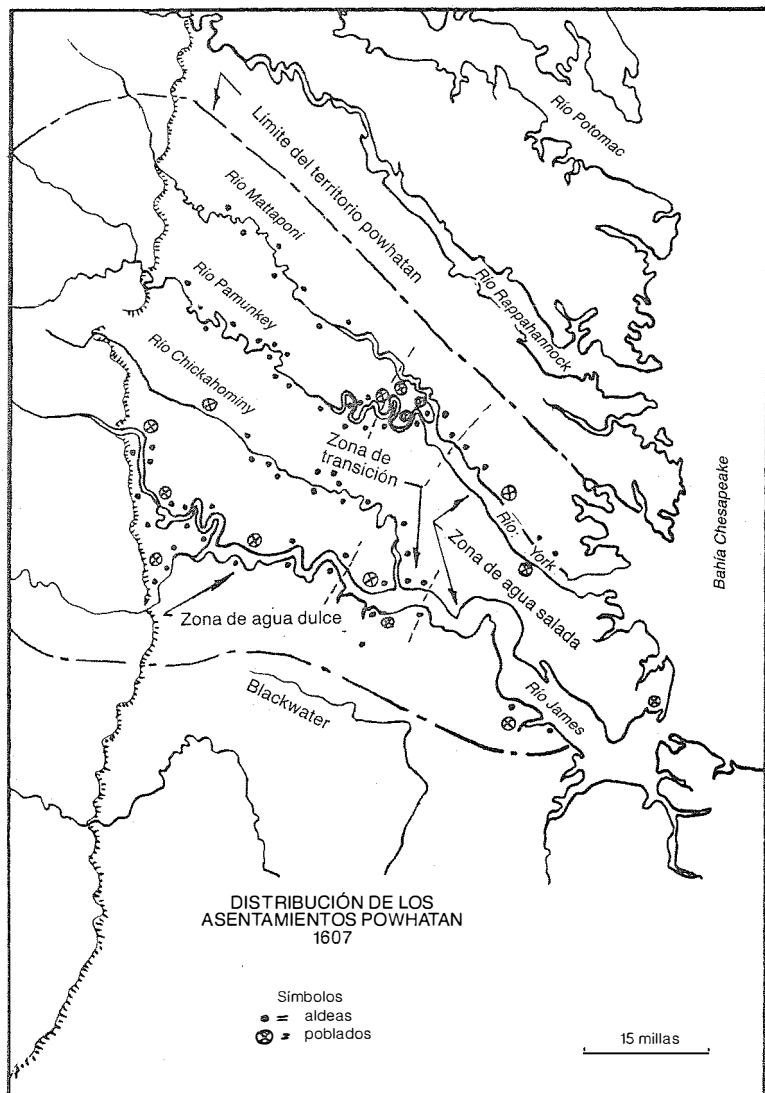 Río Potomac
Límite del territorio powhatan
Río Mattaponi
Río Rappahannock
Río Pamunkey
Río Chickahominy
Zona de
transición
Bahía Chesapeake
Río: York
Zona de agua salada
Zona de agua dulce
Río James
Blackwater
DISTRIBUCIÓN DE LOS
ASENTAMIENTOS POWHATAN
1607
Símbolos
= aldeas
= poblados
15 millas